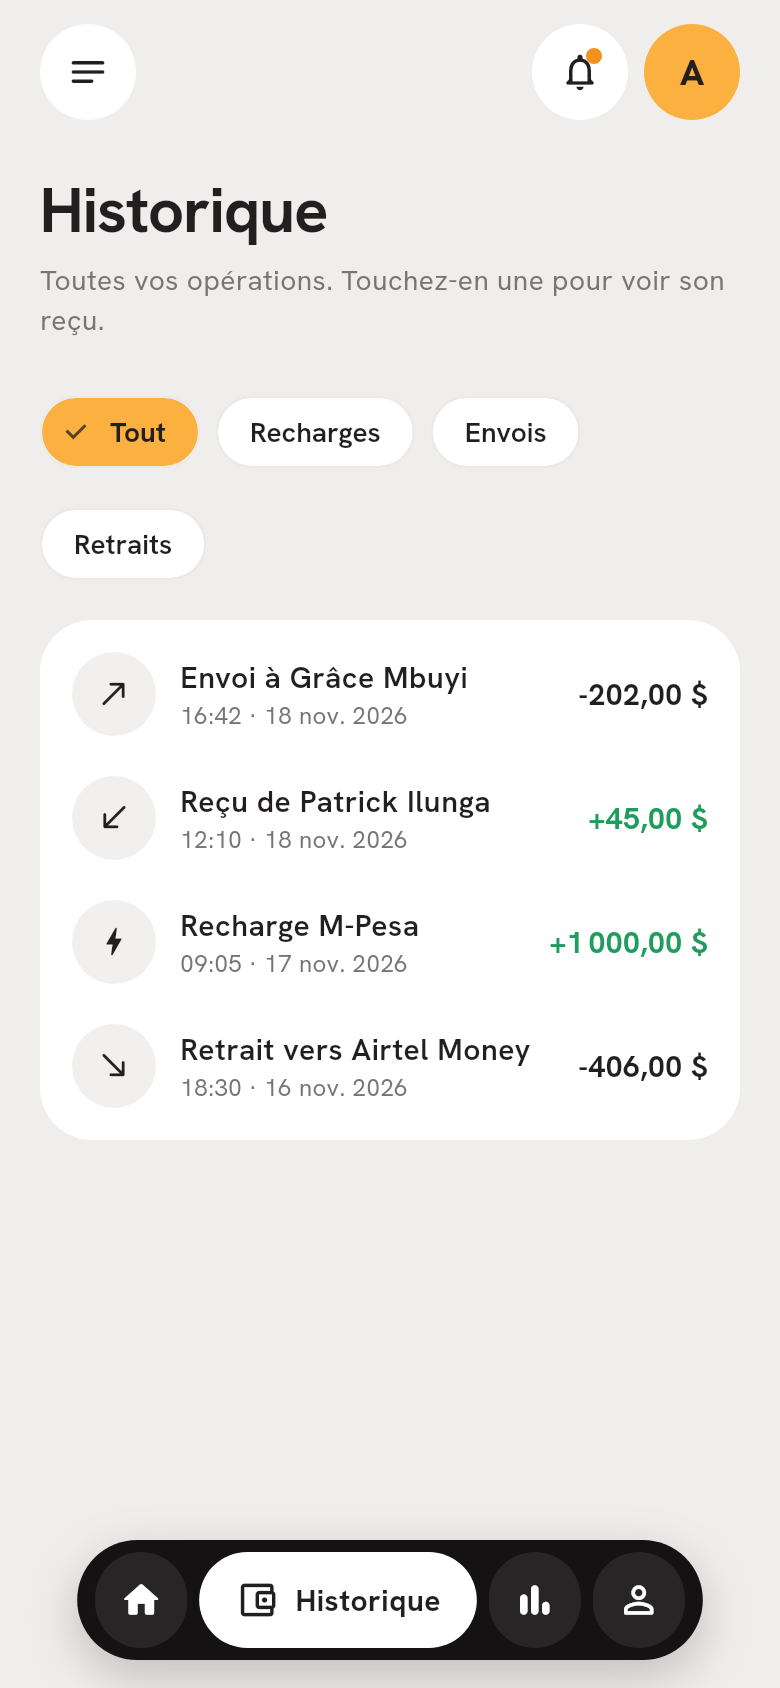 A
Historique
Toutes vos opérations. Touchez-en une pour voir son
reçu.
Tout
Recharges
Envois
Retraits
Envoi à Grâce Mbuyi
16:42 · 18 nov. 2026
-202,00 $
Reçu de Patrick Ilunga
12:10 · 18 nov. 2026
+45,00 $
Recharge M-Pesa
09:05 · 17 nov. 2026
+1 000,00 $
Retrait vers Airtel Money
18:30 · 16 nov. 2026
-406,00 $
Historique